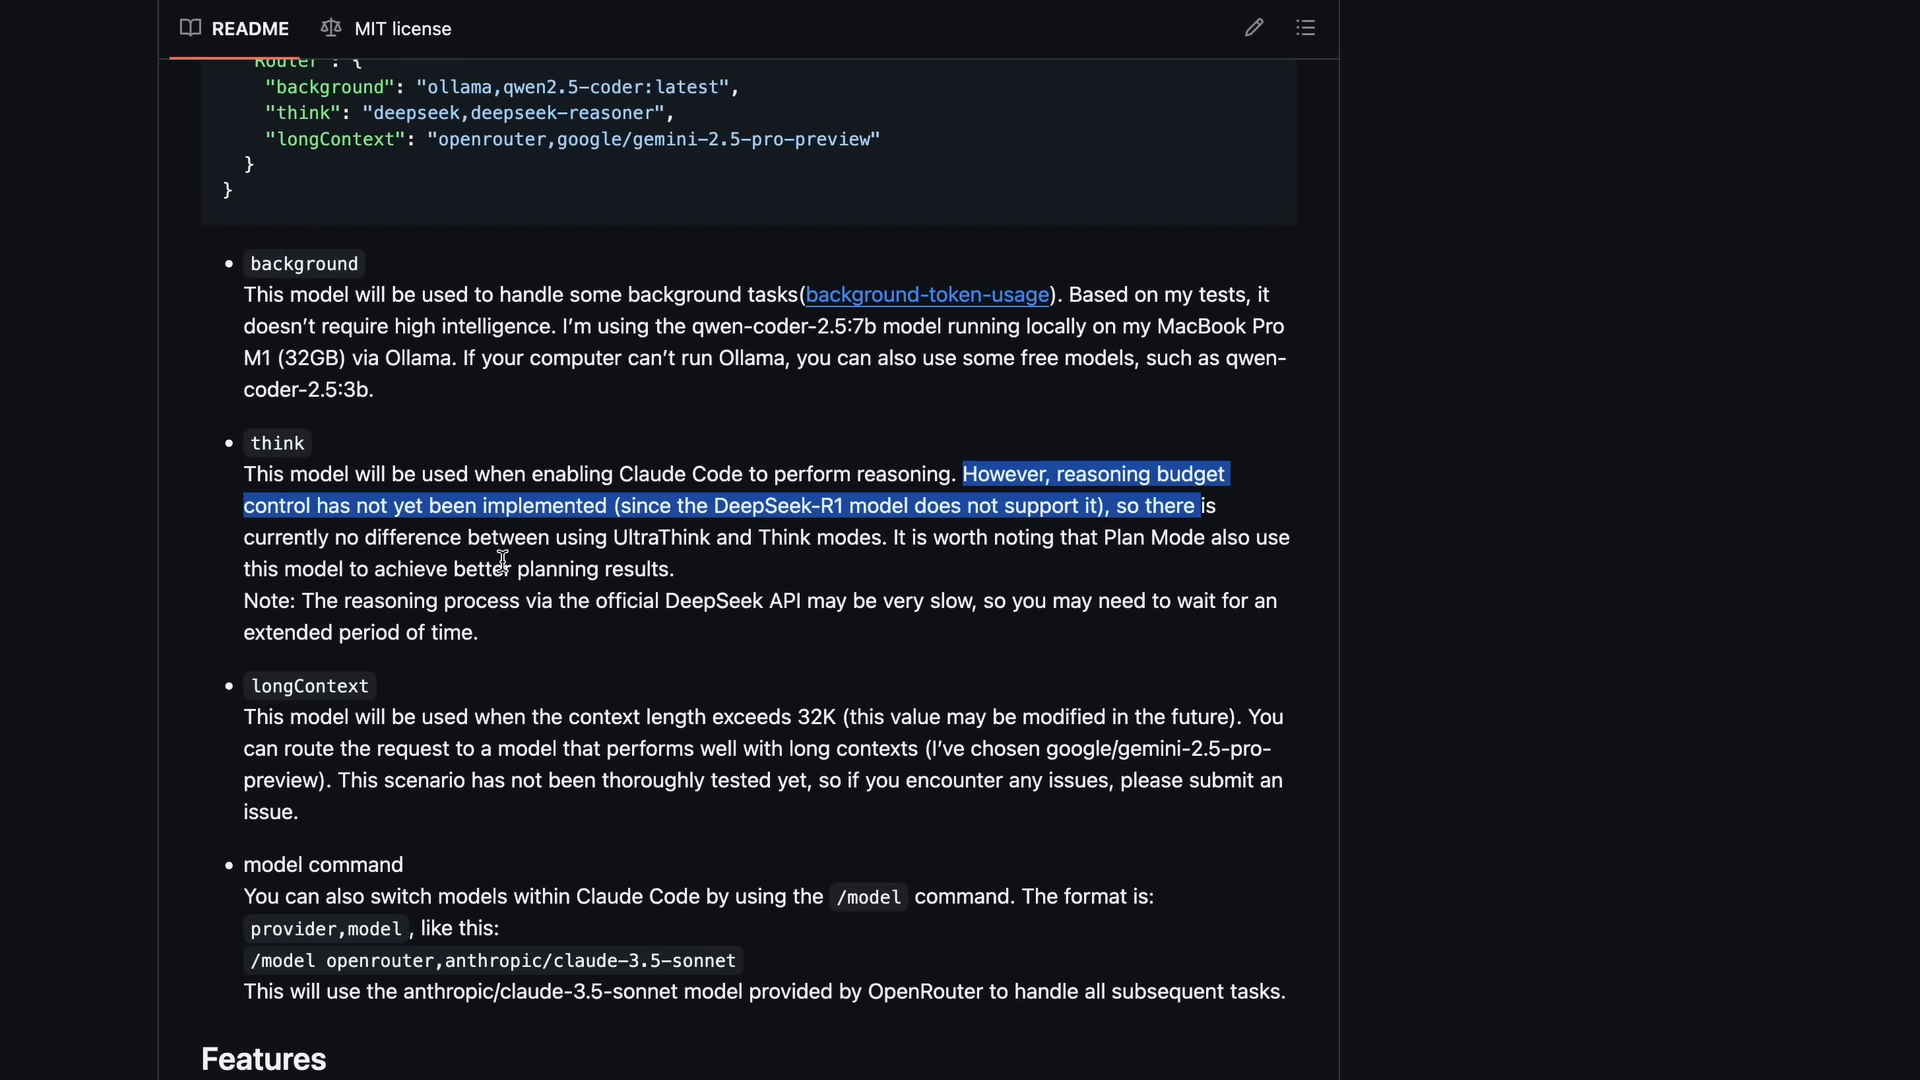 README
MIT license
Router": {
"background": "ollama,qwen2.5-coder:latest",
"think": "deepseek,deepseek-reasoner",
"longContext": "openrouter,google/gemini-2.5-pro-preview"
}
}
• background
This model will be used to handle some background tasks(background-token-usage). Based on my tests, it
doesn’t require high intelligence. I’m using the qwen-coder-2.5:7b model running locally on my MacBook Pro
M1 (32GB) via Ollama. If your computer can’t run Ollama, you can also use some free models, such as qwen-
coder-2.5:3b.
• think
This model will be used when enabling Claude Code to perform reasoning. However, reasoning budget
control has not yet been implemented (since the DeepSeek-R1 model does not support it), so there is
currently no difference between using UltraThink and Think modes. It is worth noting that Plan Mode also use
this model to achieve better planning results.
Note: The reasoning process via the official DeepSeek API may be very slow, so you may need to wait for an
extended period of time.
• longContext
This model will be used when the context length exceeds 32K (this value may be modified in the future). You
can route the request to a model that performs well with long contexts (I’ve chosen google/gemini-2.5-pro-
preview). This scenario has not been thoroughly tested yet, so if you encounter any issues, please submit an
issue.
• model command
You can also switch models within Claude Code by using the /model command. The format is:
provider,model , like this:
/model openrouter,anthropic/claude-3.5-sonnet
This will use the anthropic/claude-3.5-sonnet model provided by OpenRouter to handle all subsequent tasks.
Features